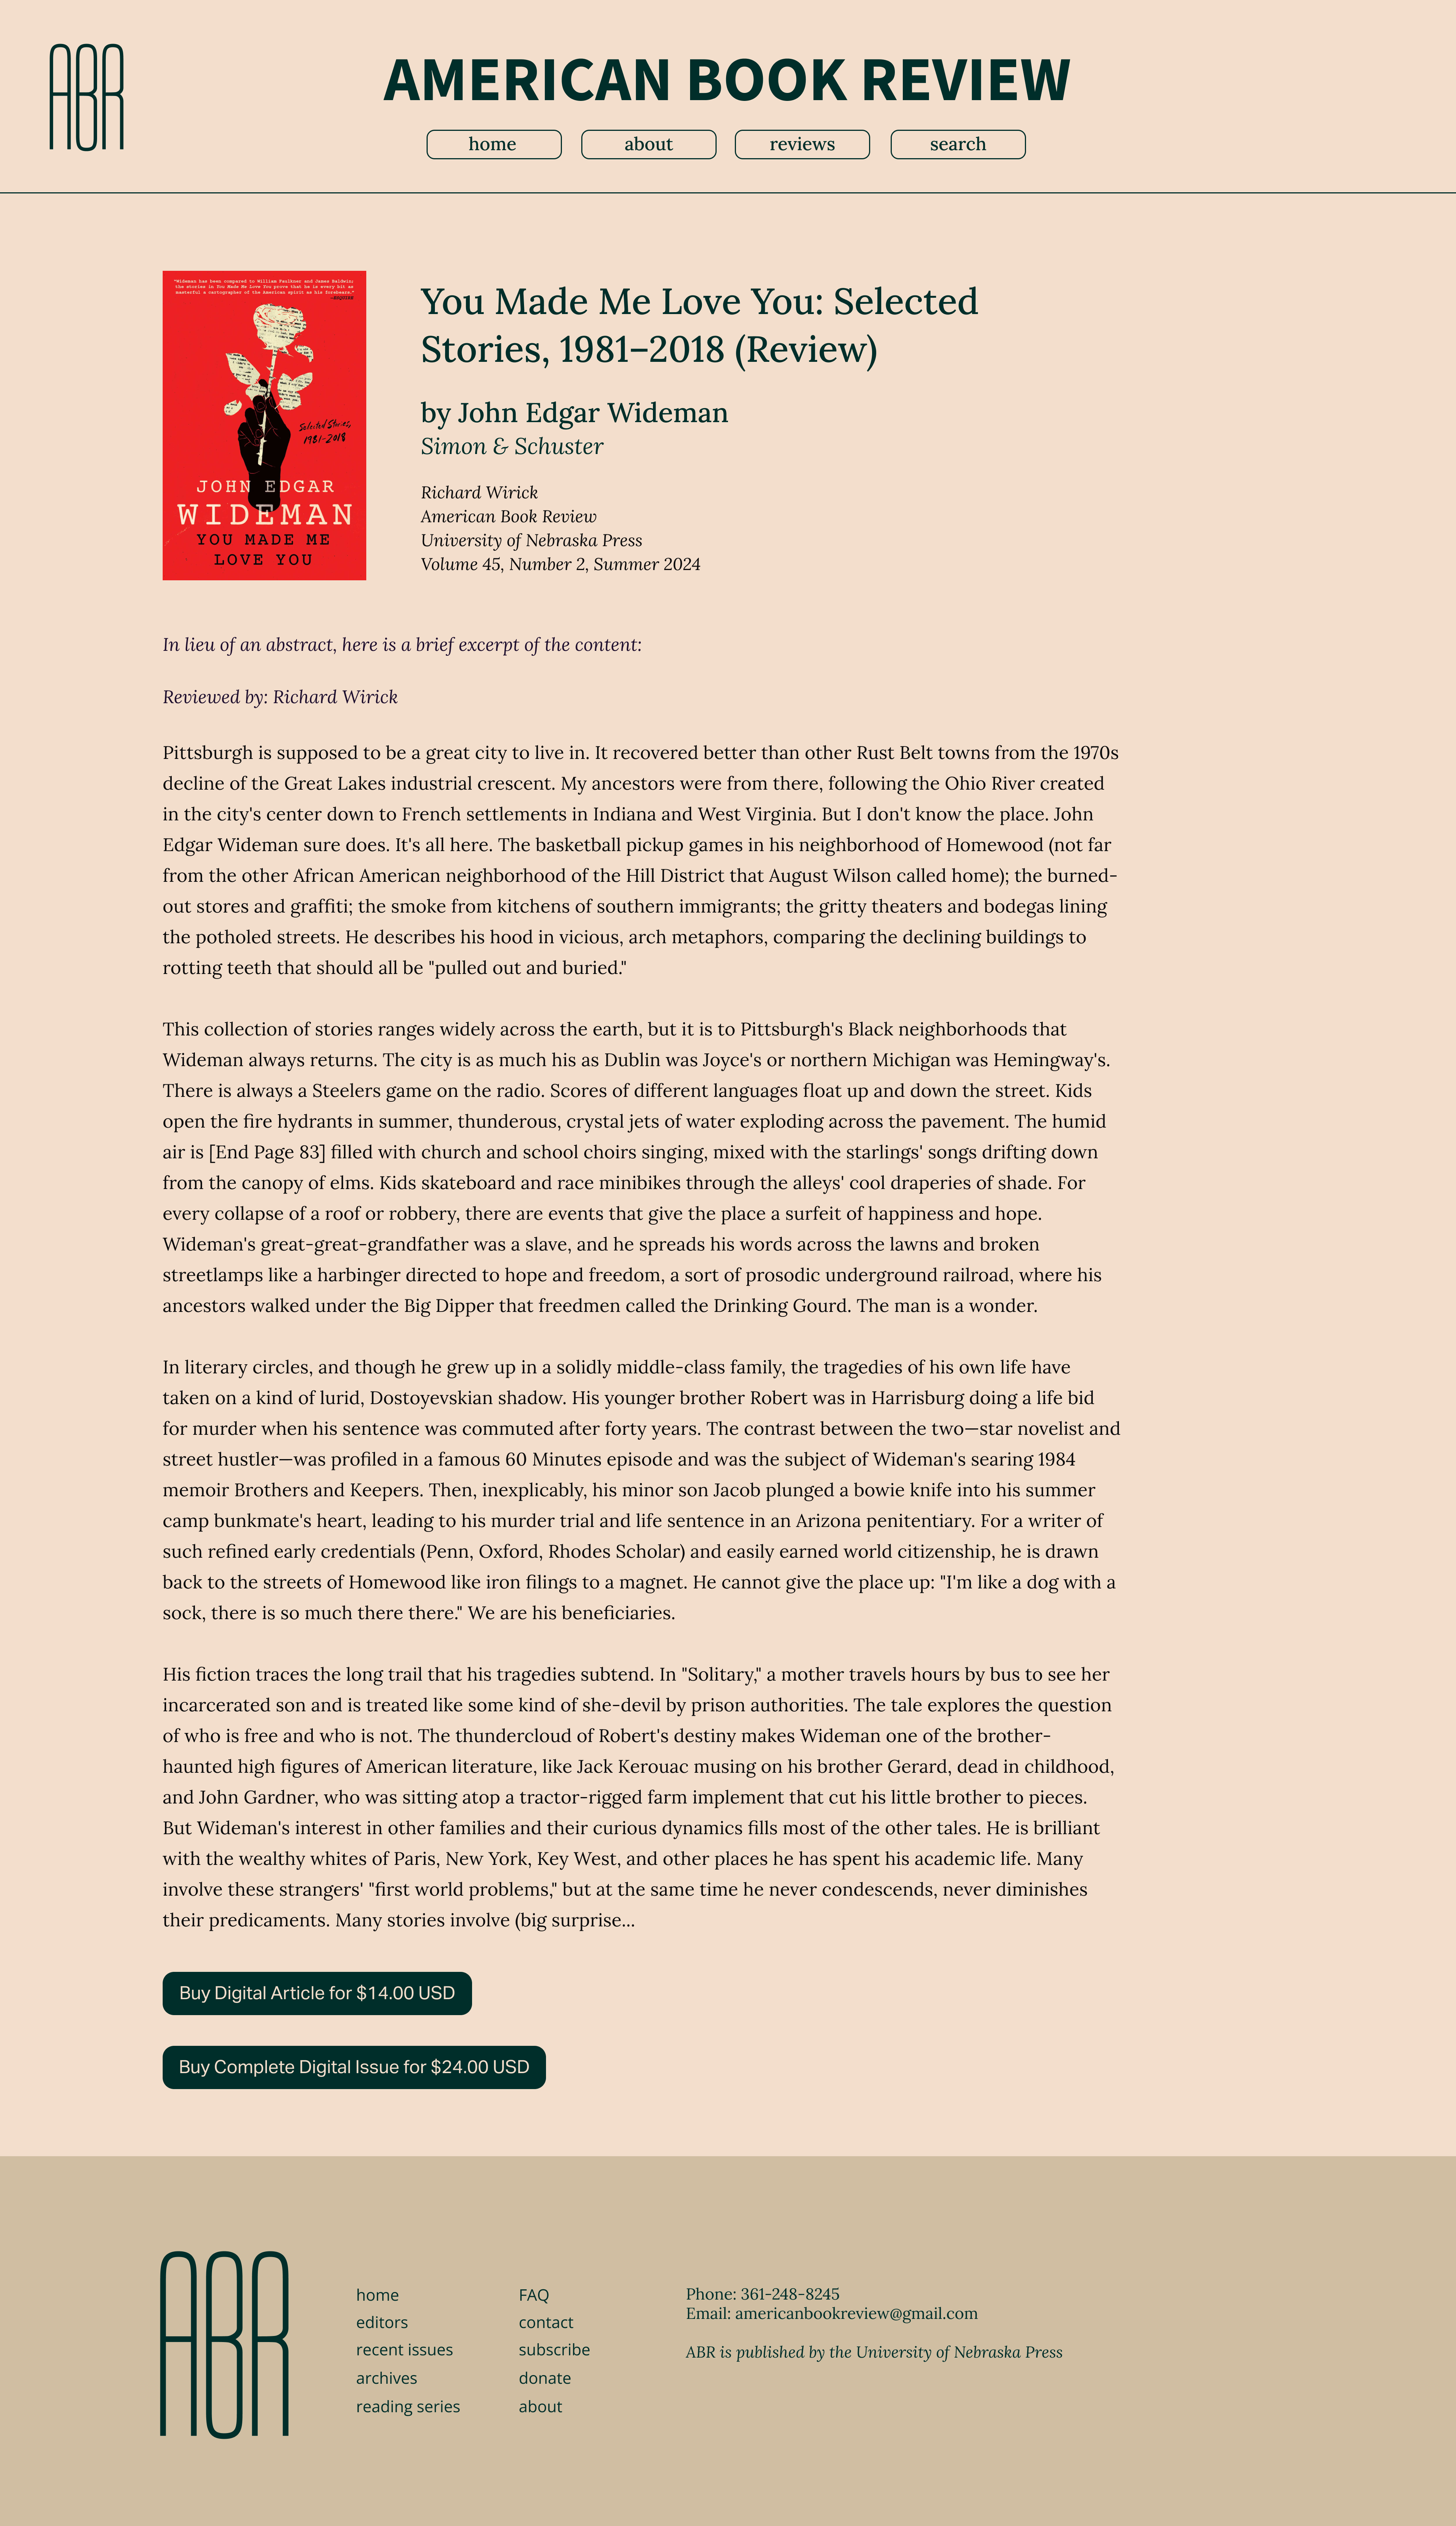 ABR
AMERICAN BOOK REVIEW
home
about
reviews
search
"Wideman has been compared to William Faulkner and James Baldwin;
the stories in You Made Me Love You prove that he is every bit as
masterful a cartographer of the American spirit as his forebears."
—ESQUIRE
Selected Stories,
1981–2018
JOHN EDGAR
WIDEMAN
YOU MADE ME
LOVE YOU
You Made Me Love You: Selected
Stories, 1981–2018 (Review)
by John Edgar Wideman
Simon & Schuster
Richard Wirick
American Book Review
University of Nebraska Press
Volume 45, Number 2, Summer 2024
In lieu of an abstract, here is a brief excerpt of the content:
Reviewed by: Richard Wirick
Pittsburgh is supposed to be a great city to live in. It recovered better than other Rust Belt towns from the 1970s
decline of the Great Lakes industrial crescent. My ancestors were from there, following the Ohio River created
in the city's center down to French settlements in Indiana and West Virginia. But I don't know the place. John
Edgar Wideman sure does. It's all here. The basketball pickup games in his neighborhood of Homewood (not far
from the other African American neighborhood of the Hill District that August Wilson called home); the burned-
out stores and graffiti; the smoke from kitchens of southern immigrants; the gritty theaters and bodegas lining
the potholed streets. He describes his hood in vicious, arch metaphors, comparing the declining buildings to
rotting teeth that should all be "pulled out and buried."
This collection of stories ranges widely across the earth, but it is to Pittsburgh's Black neighborhoods that
Wideman always returns. The city is as much his as Dublin was Joyce's or northern Michigan was Hemingway's.
There is always a Steelers game on the radio. Scores of different languages float up and down the street. Kids
open the fire hydrants in summer, thunderous, crystal jets of water exploding across the pavement. The humid
air is [End Page 83] filled with church and school choirs singing, mixed with the starlings' songs drifting down
from the canopy of elms. Kids skateboard and race minibikes through the alleys' cool draperies of shade. For
every collapse of a roof or robbery, there are events that give the place a surfeit of happiness and hope.
Wideman's great-great-grandfather was a slave, and he spreads his words across the lawns and broken
streetlamps like a harbinger directed to hope and freedom, a sort of prosodic underground railroad, where his
ancestors walked under the Big Dipper that freedmen called the Drinking Gourd. The man is a wonder.
In literary circles, and though he grew up in a solidly middle-class family, the tragedies of his own life have
taken on a kind of lurid, Dostoyevskian shadow. His younger brother Robert was in Harrisburg doing a life bid
for murder when his sentence was commuted after forty years. The contrast between the two—star novelist and
street hustler—was profiled in a famous 60 Minutes episode and was the subject of Wideman's searing 1984
memoir Brothers and Keepers. Then, inexplicably, his minor son Jacob plunged a bowie knife into his summer
camp bunkmate's heart, leading to his murder trial and life sentence in an Arizona penitentiary. For a writer of
such refined early credentials (Penn, Oxford, Rhodes Scholar) and easily earned world citizenship, he is drawn
back to the streets of Homewood like iron filings to a magnet. He cannot give the place up: "I'm like a dog with a
sock, there is so much there there." We are his beneficiaries.
His fiction traces the long trail that his tragedies subtend. In "Solitary," a mother travels hours by bus to see her
incarcerated son and is treated like some kind of she-devil by prison authorities. The tale explores the question
of who is free and who is not. The thundercloud of Robert's destiny makes Wideman one of the brother-
haunted high figures of American literature, like Jack Kerouac musing on his brother Gerard, dead in childhood,
and John Gardner, who was sitting atop a tractor-rigged farm implement that cut his little brother to pieces.
But Wideman's interest in other families and their curious dynamics fills most of the other tales. He is brilliant
with the wealthy whites of Paris, New York, Key West, and other places he has spent his academic life. Many
involve these strangers' "first world problems," but at the same time he never condescends, never diminishes
their predicaments. Many stories involve (big surprise...
Buy Digital Article for $14.00 USD
Buy Complete Digital Issue for $24.00 USD
ABR
home
editors
recent issues
archives
reading series
FAQ
contact
subscribe
donate
about
Phone: 361-248-8245
Email: americanbookreview@gmail.com
ABR is published by the University of Nebraska Press